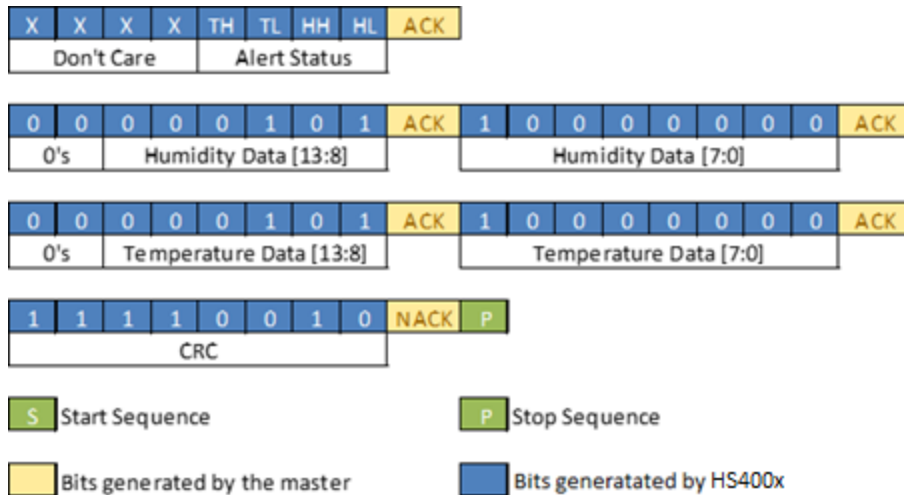 X X X X TH TL HH HL ACK
Don't Care Alert Status
0 0 0 0 0 1 0 1 ACK 1 0 0 0 0 0 0 0 ACK
0's Humidity Data [13:8] Humidity Data [7:0]
0 0 0 0 0 1 0 1 ACK 1 0 0 0 0 0 0 0 ACK
0's Temperature Data [13:8] Temperature Data [7:0]
1 1 1 1 0 0 1 0 NACK P
CRC
S Start Sequence P Stop Sequence
Bits generated by the master Bits generatated by HS400x